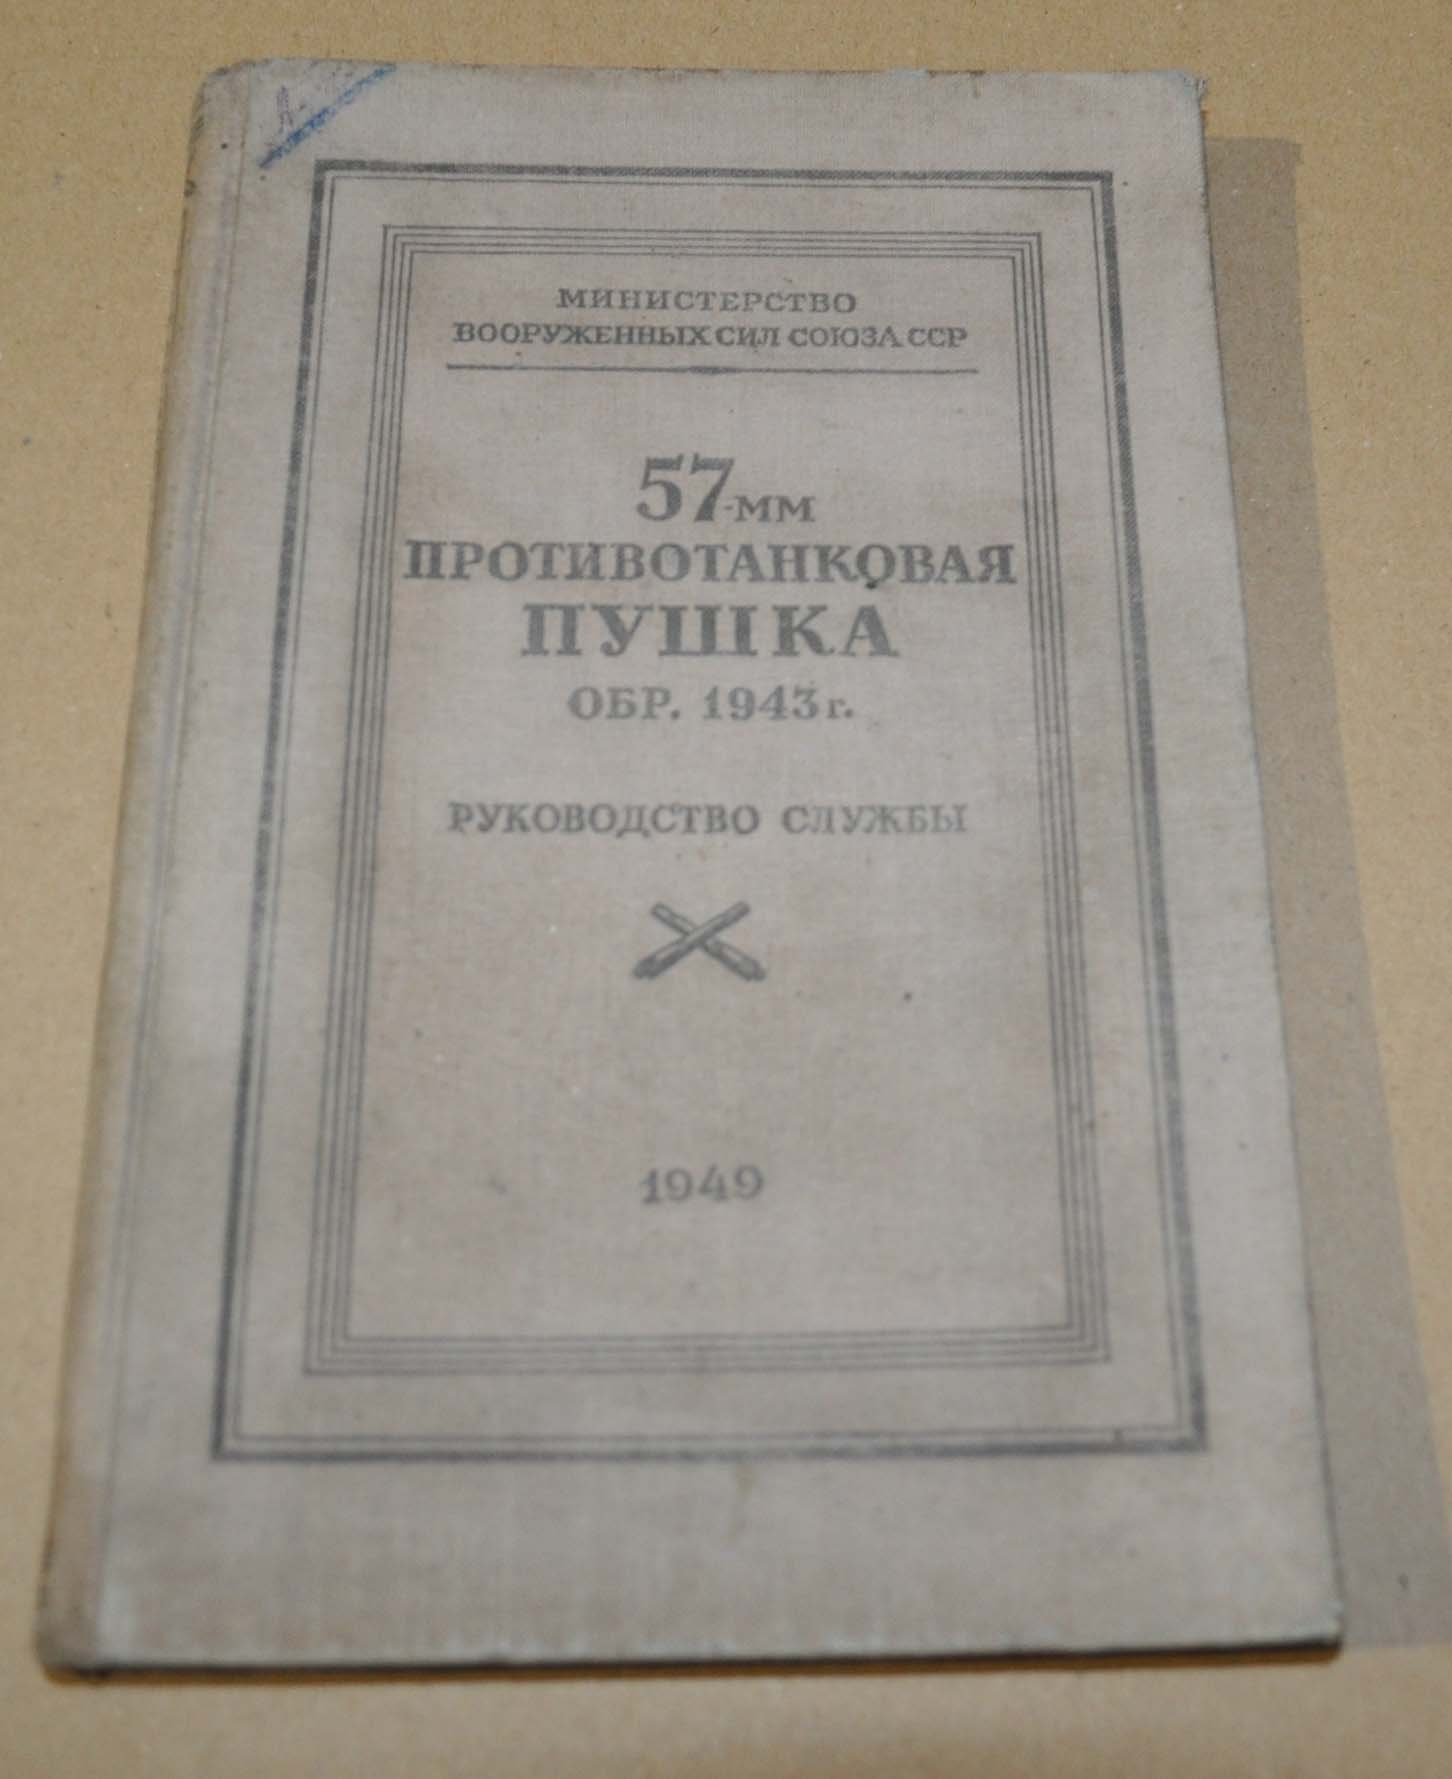 МИНИСТЕРСТВО
ВООРУЖЕННЫХ СИЛ СОЮЗА ССР
57-мм
ПРОТИВОТАНКОВАЯ
ПУШКА
ОБР. 1943 г.
РУКОВОДСТВО СЛУЖБЫ
1949